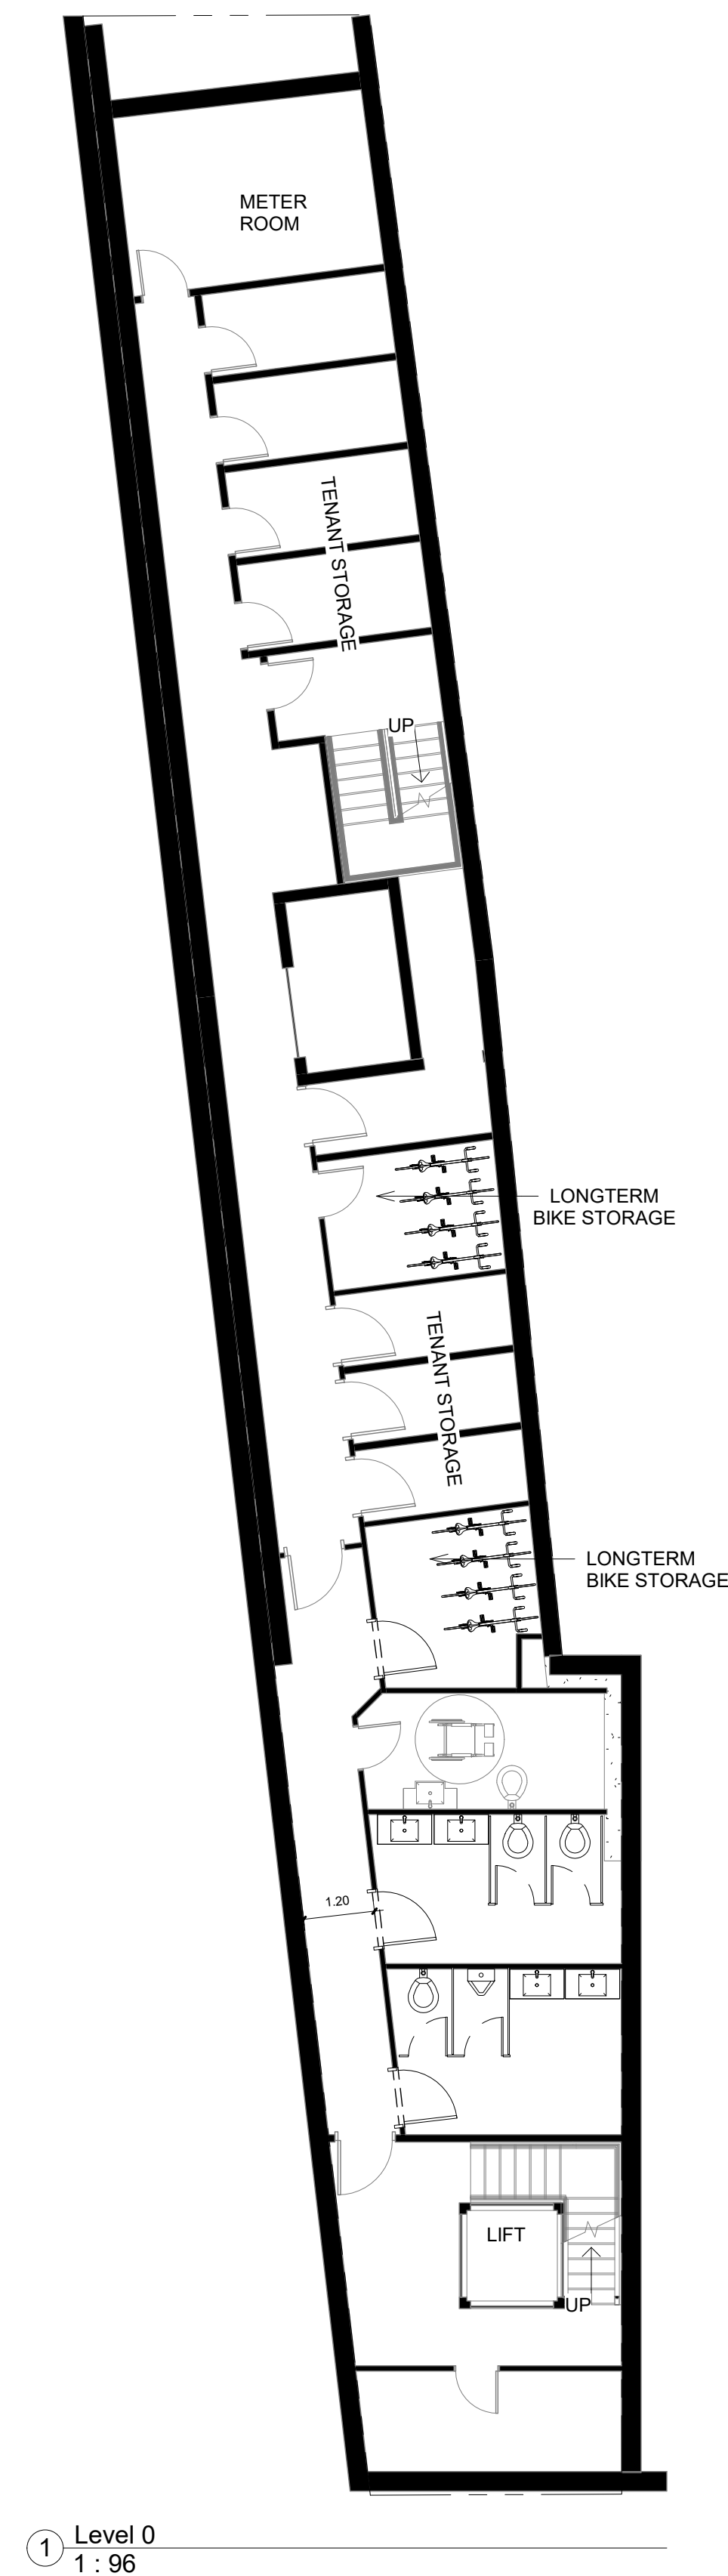 METER
ROOM
TENANT STORAGE
UP
LONGTERM
BIKE STORAGE
TENANT STORAGE
LONGTERM
BIKE STORAGE
1.20
LIFT
UP
1 Level 0
1 : 96